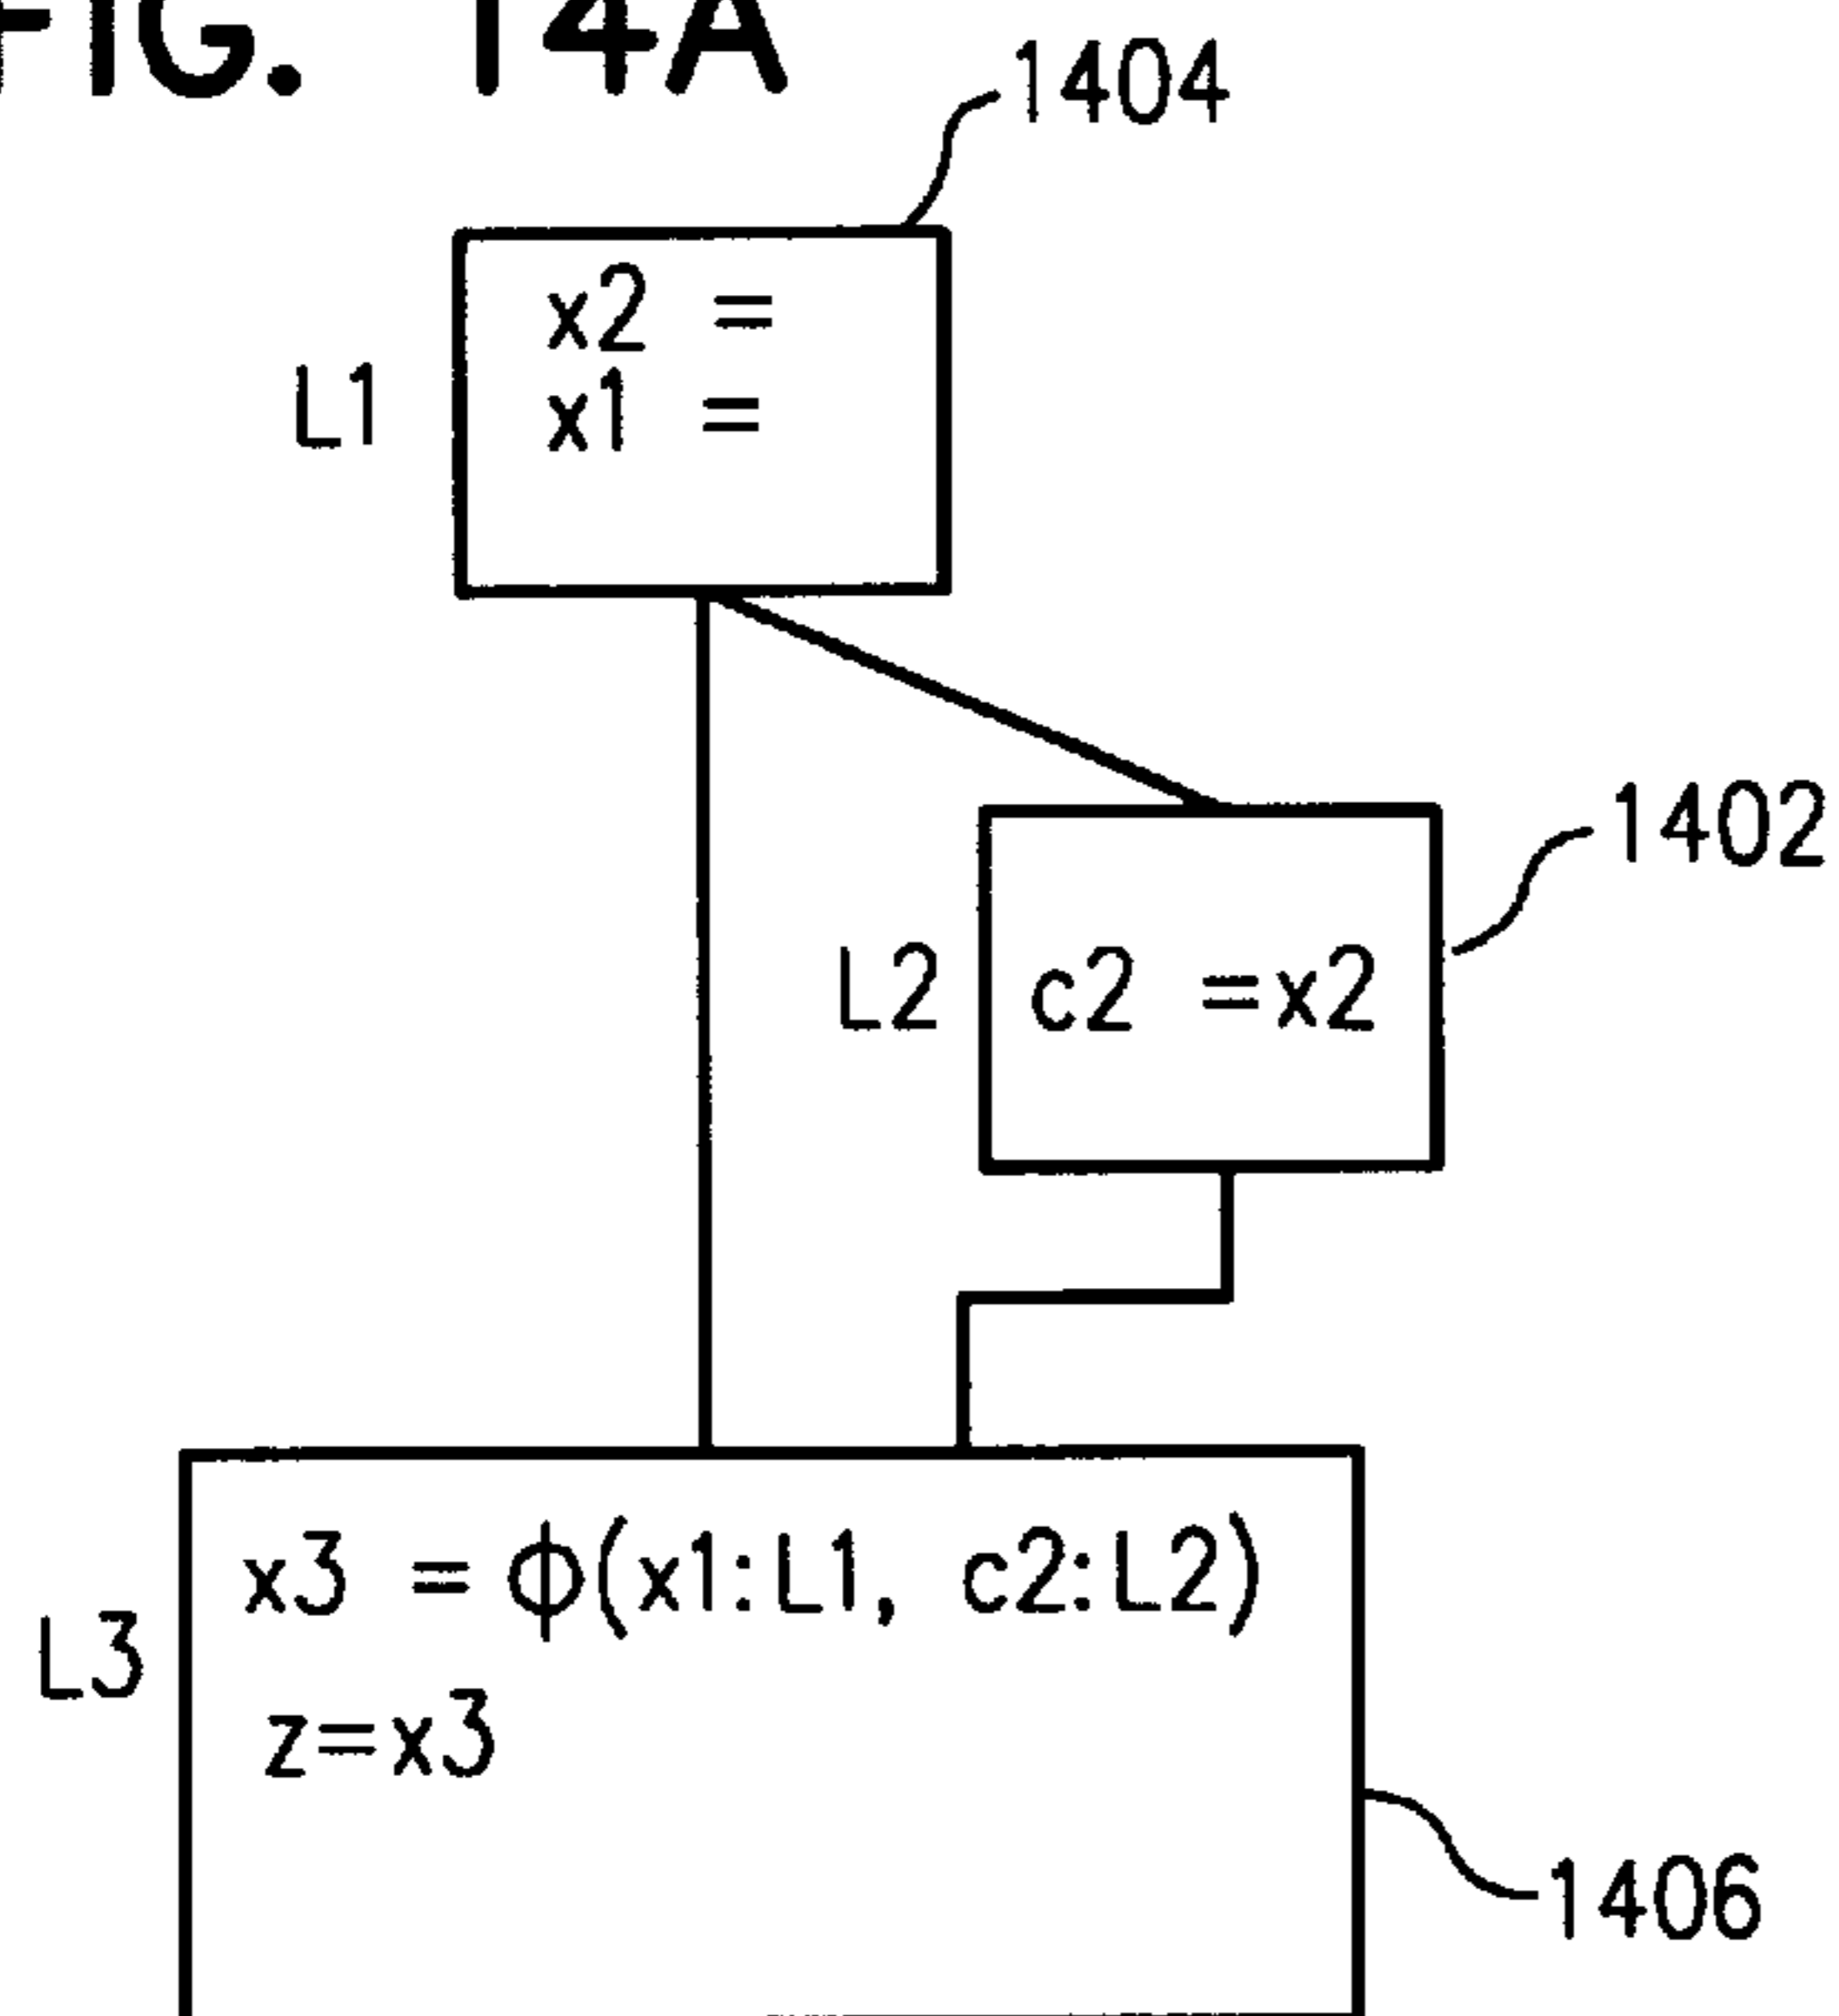 FIG. 14A
1404
x2 =
x1 =
L1
1402
L2
c2 =x2
x3 = ϕ(x1:L1, c2:L2)
L3
z=x3
1406